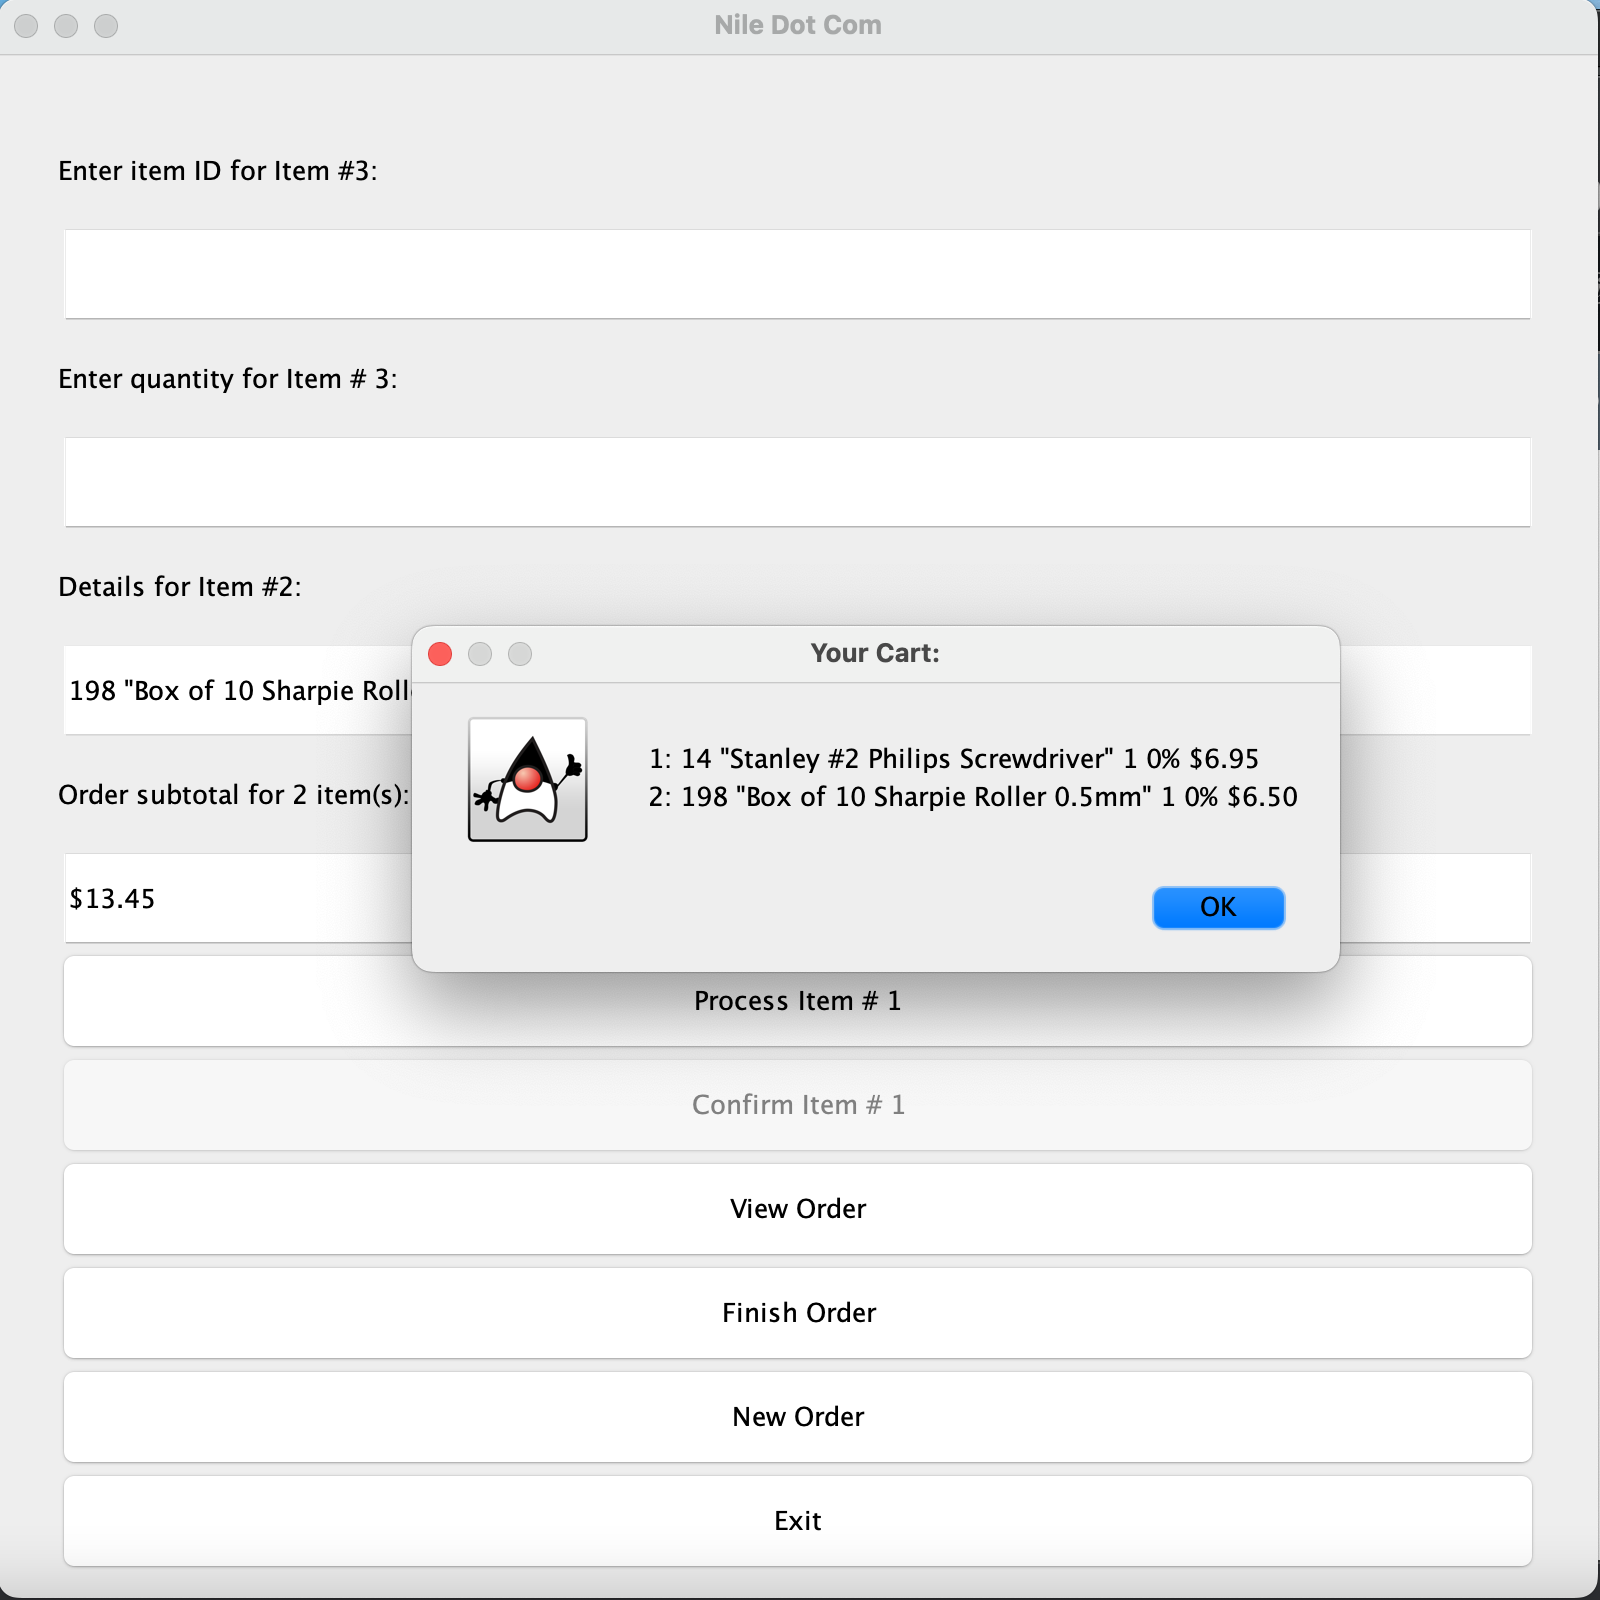 Nile Dot Com
Enter item ID for Item #3:
Enter quantity for Item # 3:
Details for Item #2:
198 "Box of 10 Sharpie Roll
Order subtotal for 2 item(s):
$13.45
Your Cart:
1: 14 "Stanley #2 Philips Screwdriver" 1 0% $6.95
2: 198 "Box of 10 Sharpie Roller 0.5mm" 1 0% $6.50
OK
Process Item # 1
Confirm Item # 1
View Order
Finish Order
New Order
Exit